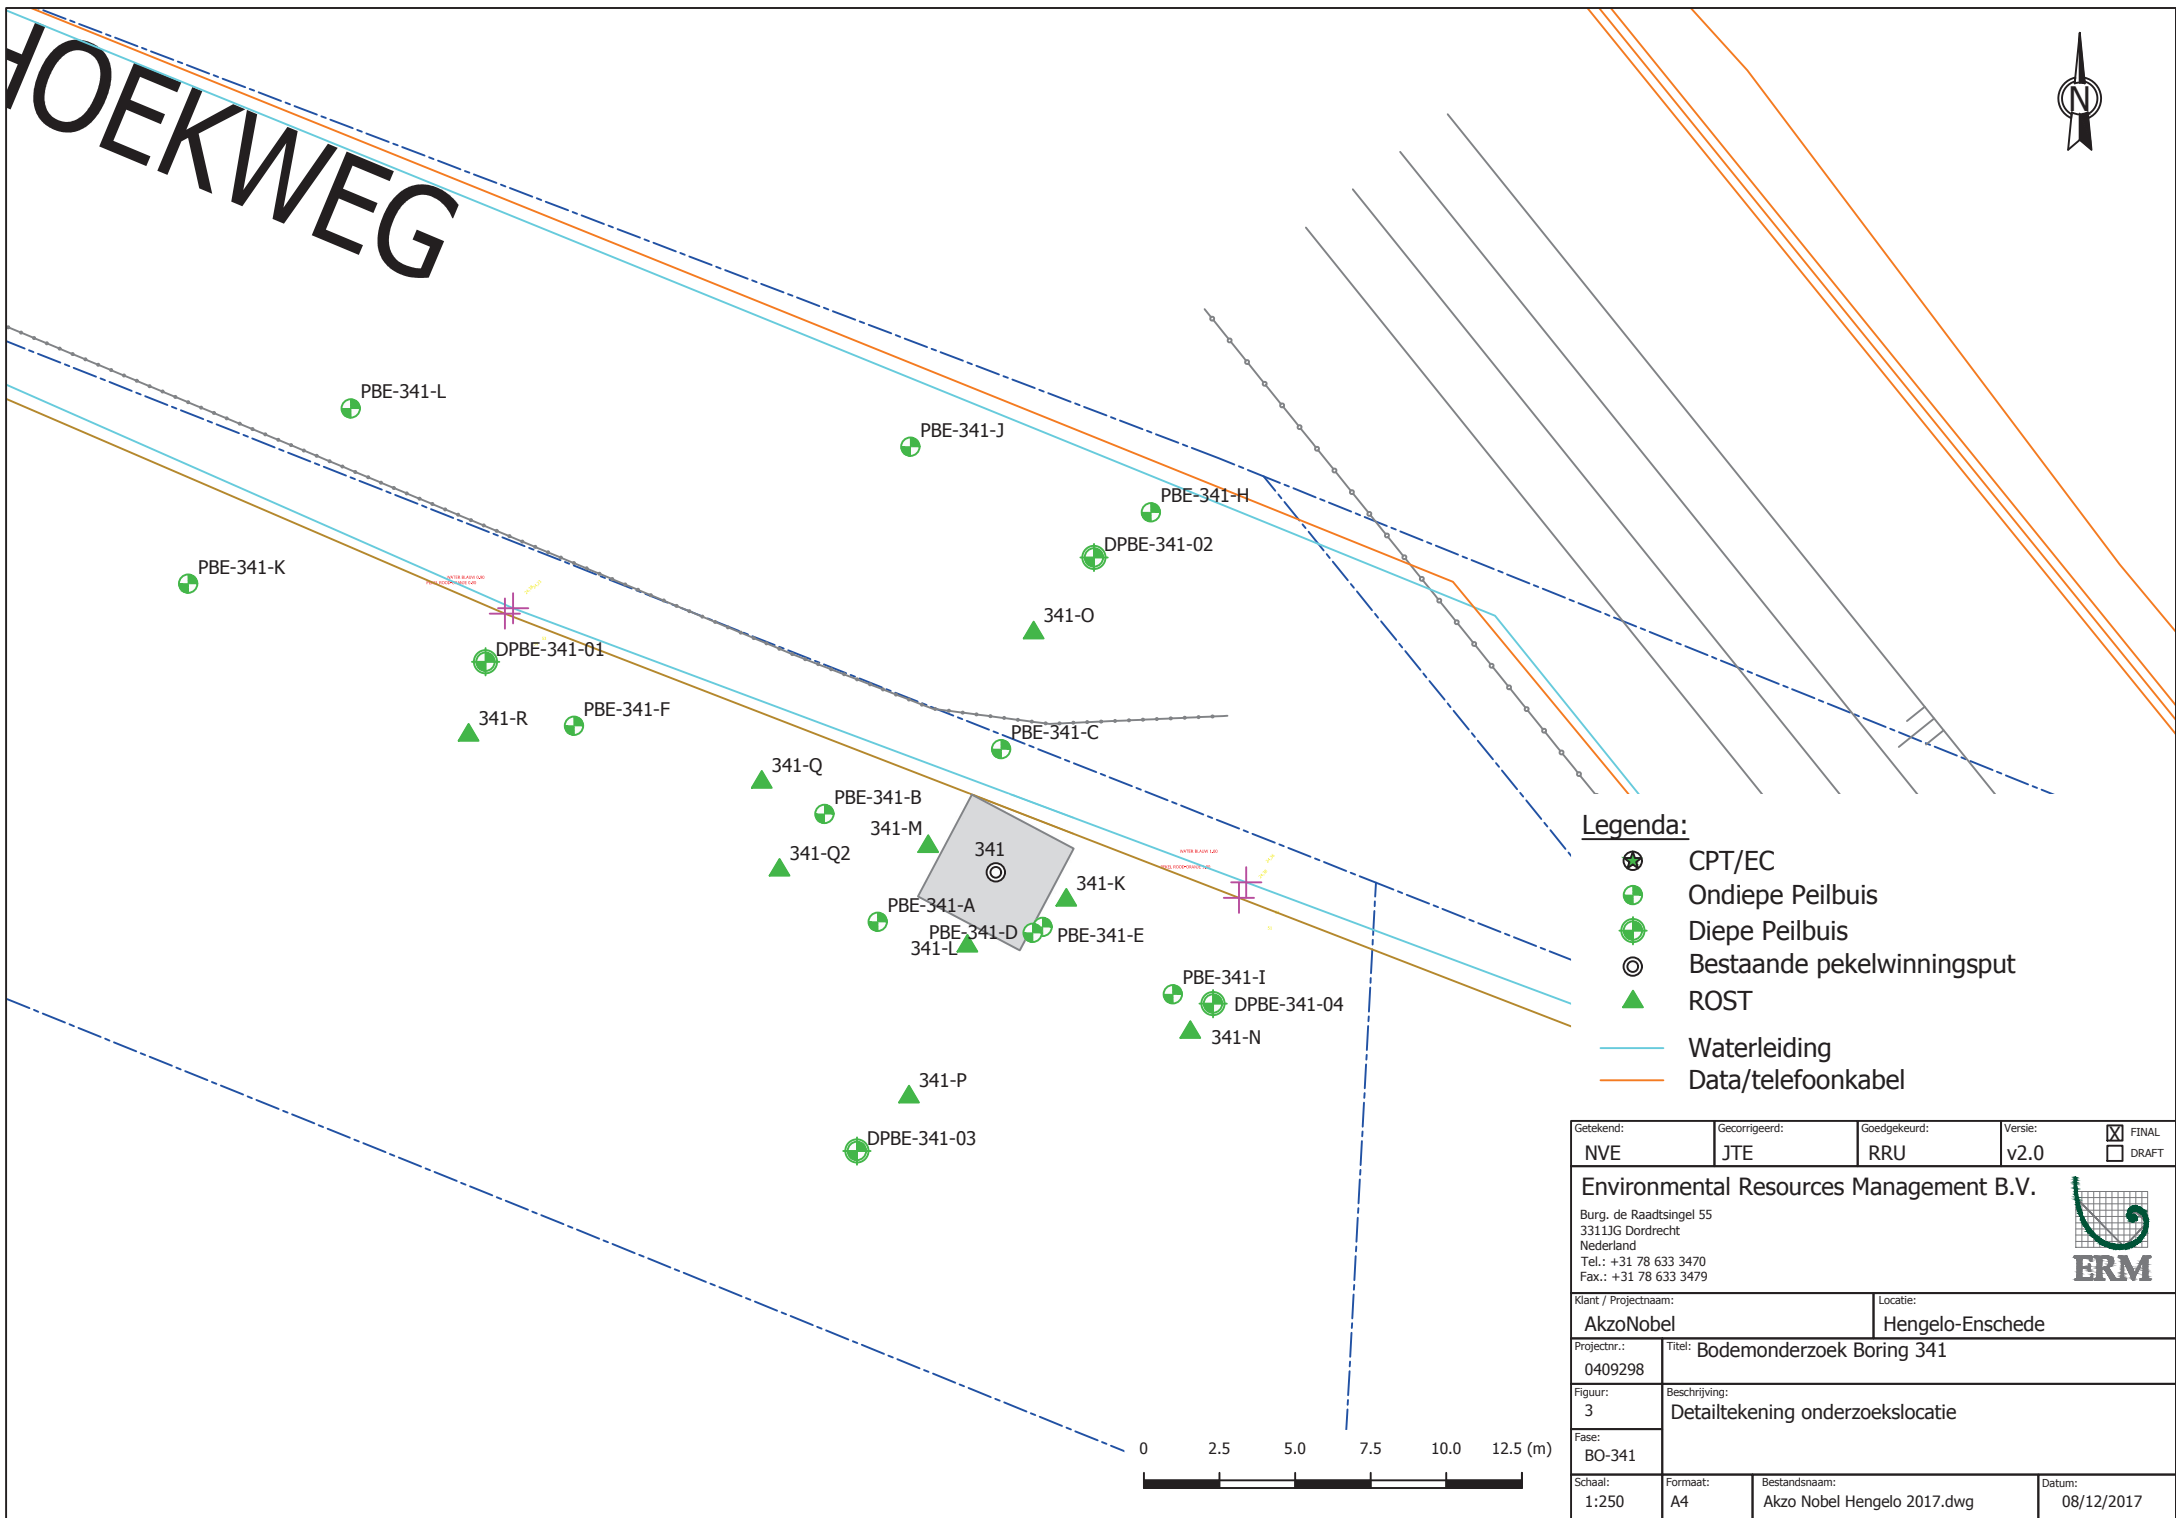 HOEKWEG
N
PBE-341-L
PBE-341-J
PBE-341-H
DPBE-341-02
PBE-341-K
WATER BLAUW 0,80
341-O
DPBE-341-01
341-R
PBE-341-F
PBE-341-C
341-Q
PBE-341-B
341-M
341-Q2
341
341-K
PBE-341-A
PBE-341-D
PBE-341-E
341-L
PBE-341-I
DPBE-341-04
341-N
341-P
DPBE-341-03
Legenda:
CPT/EC
Ondiepe Peilbuis
Diepe Peilbuis
Bestaande pekelwinningsput
ROST
Waterleiding
Data/telefoonkabel
0 2.5 5.0 7.5 10.0 12.5 (m)
Getekend: Gecorrigeerd: Goedgekeurd: Versie: X FINAL
NVE JTE RRU v2.0 DRAFT
Environmental Resources Management B.V.
Burg. de Raadtsingel 55
3311JG Dordrecht
Nederland
Tel.: +31 78 633 3470
Fax.: +31 78 633 3479
ERM
Klant / Projectnaam: Locatie:
AkzoNobel Hengelo-Enschede
Projectnr.: Titel: Bodemonderzoek Boring 341
0409298
Figuur: Beschrijving:
3 Detailtekening onderzoekslocatie
Fase:
BO-341
Schaal: Formaat: Bestandsnaam: Datum:
1:250 A4 Akzo Nobel Hengelo 2017.dwg 08/12/2017